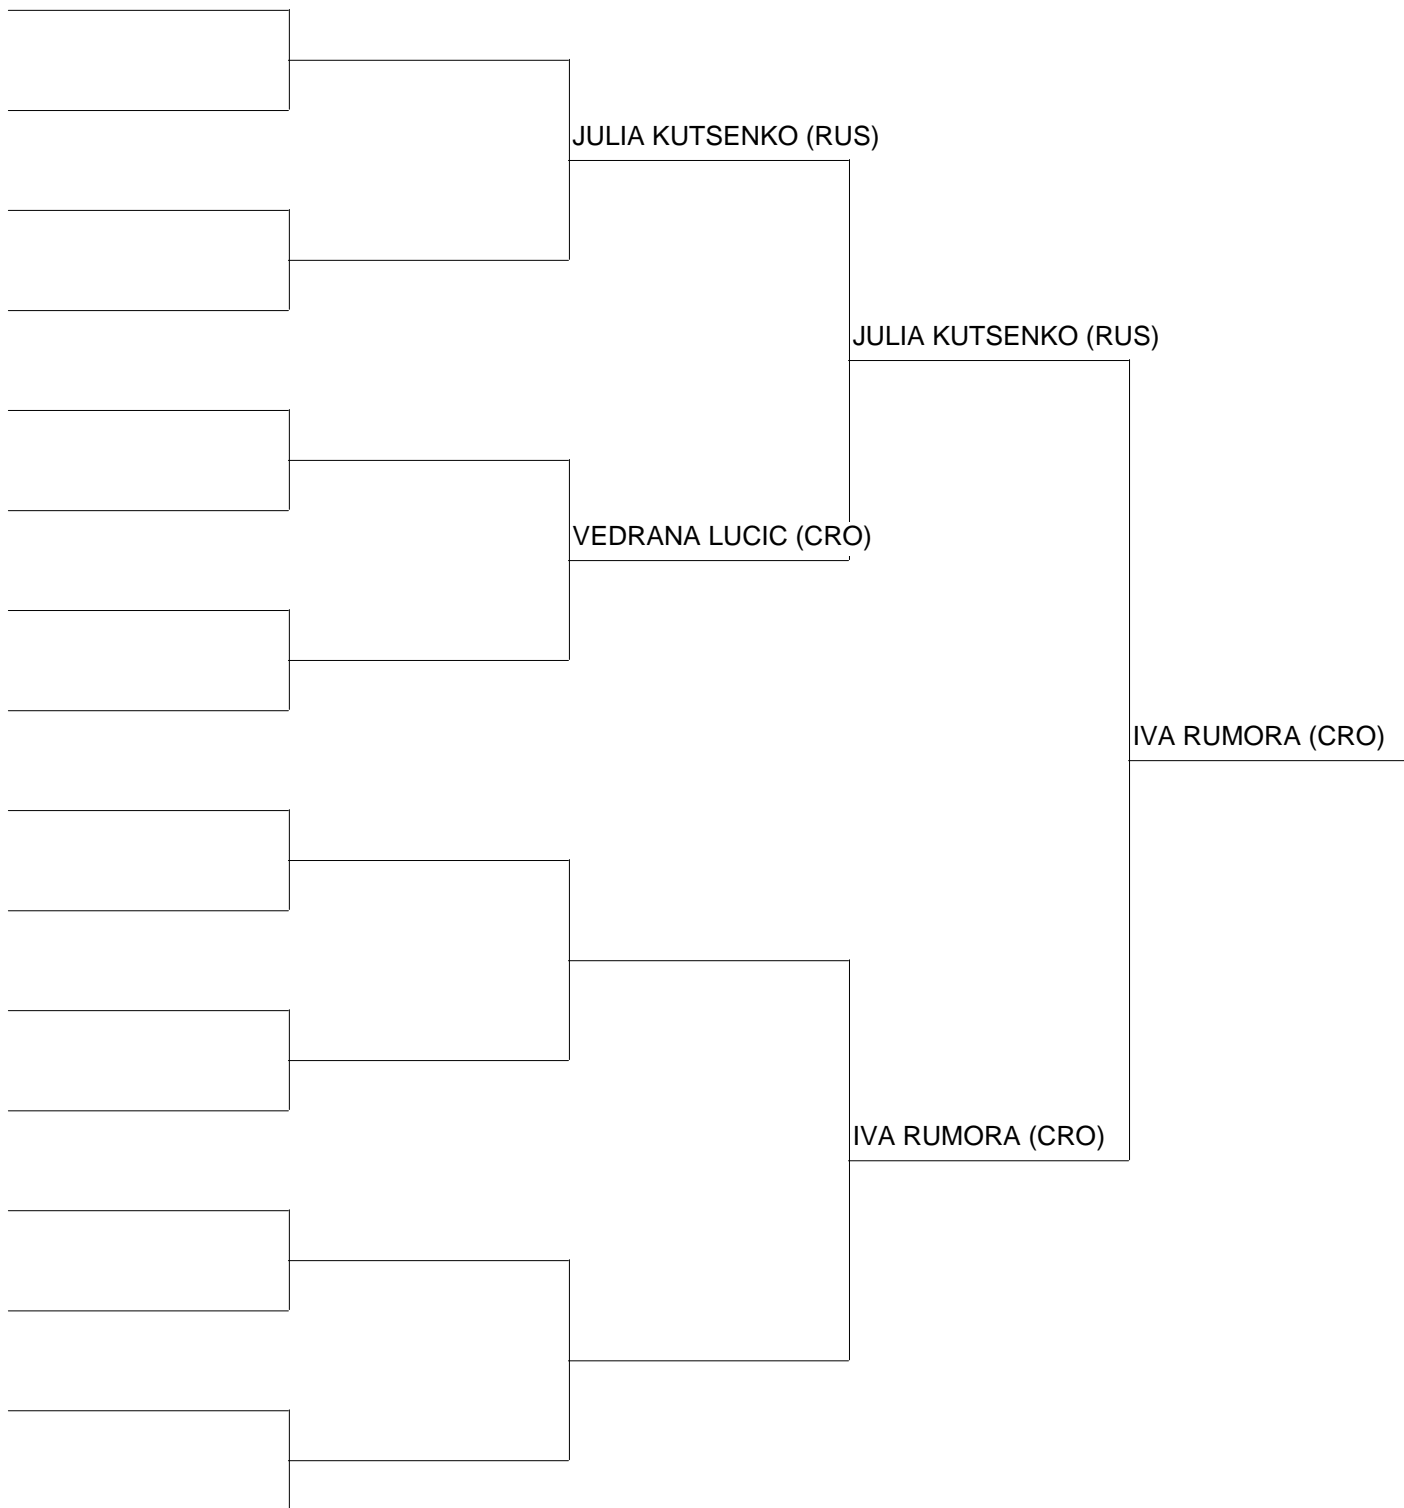 JULIA KUTSENKO (RUS)
JULIA KUTSENKO (RUS)
VEDRANA LUCIC (CRO)
IVA RUMORA (CRO)
IVA RUMORA (CRO)